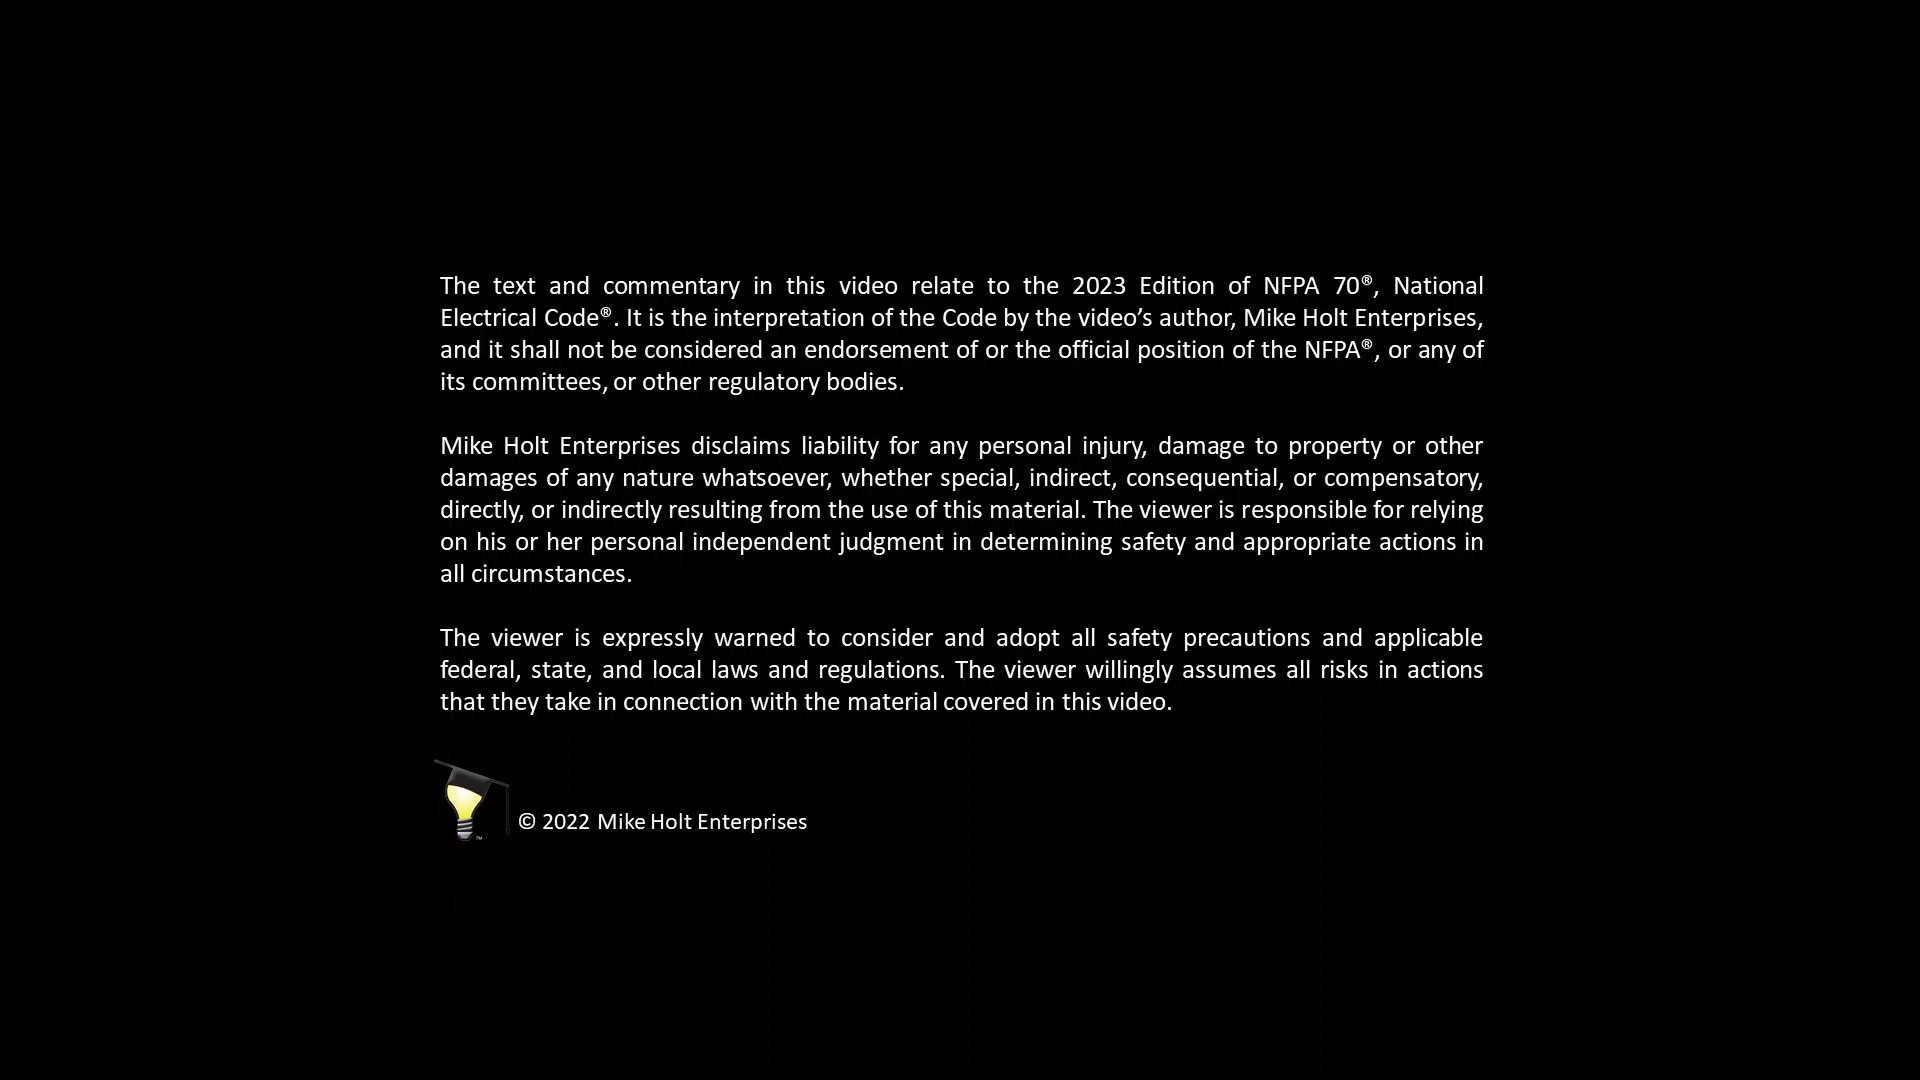 The text and commentary in this video relate to the 2023 Edition of NFPA 70®, National
Electrical Code®. It is the interpretation of the Code by the video’s author, Mike Holt Enterprises,
and it shall not be considered an endorsement of or the official position of the NFPA®, or any of
its committees, or other regulatory bodies.
Mike Holt Enterprises disclaims liability for any personal injury, damage to property or other
damages of any nature whatsoever, whether special, indirect, consequential, or compensatory,
directly, or indirectly resulting from the use of this material. The viewer is responsible for relying
on his or her personal independent judgment in determining safety and appropriate actions in
all circumstances.
The viewer is expressly warned to consider and adopt all safety precautions and applicable
federal, state, and local laws and regulations. The viewer willingly assumes all risks in actions
that they take in connection with the material covered in this video.
™
© 2022 Mike Holt Enterprises